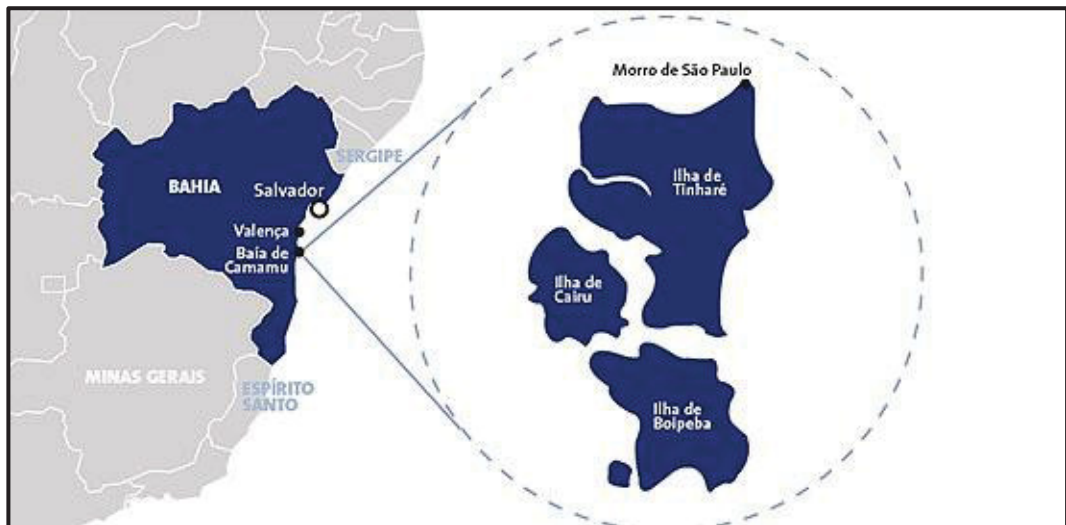 SERGIPE
BAHIA
Salvador
Valença
Baía de
Camamu
MINAS GERAIS
ESPÍRITO
SANTO
Morro de São Paulo
Ilha de
Tinharé
Ilha de
Cairu
Ilha de
Boipeba